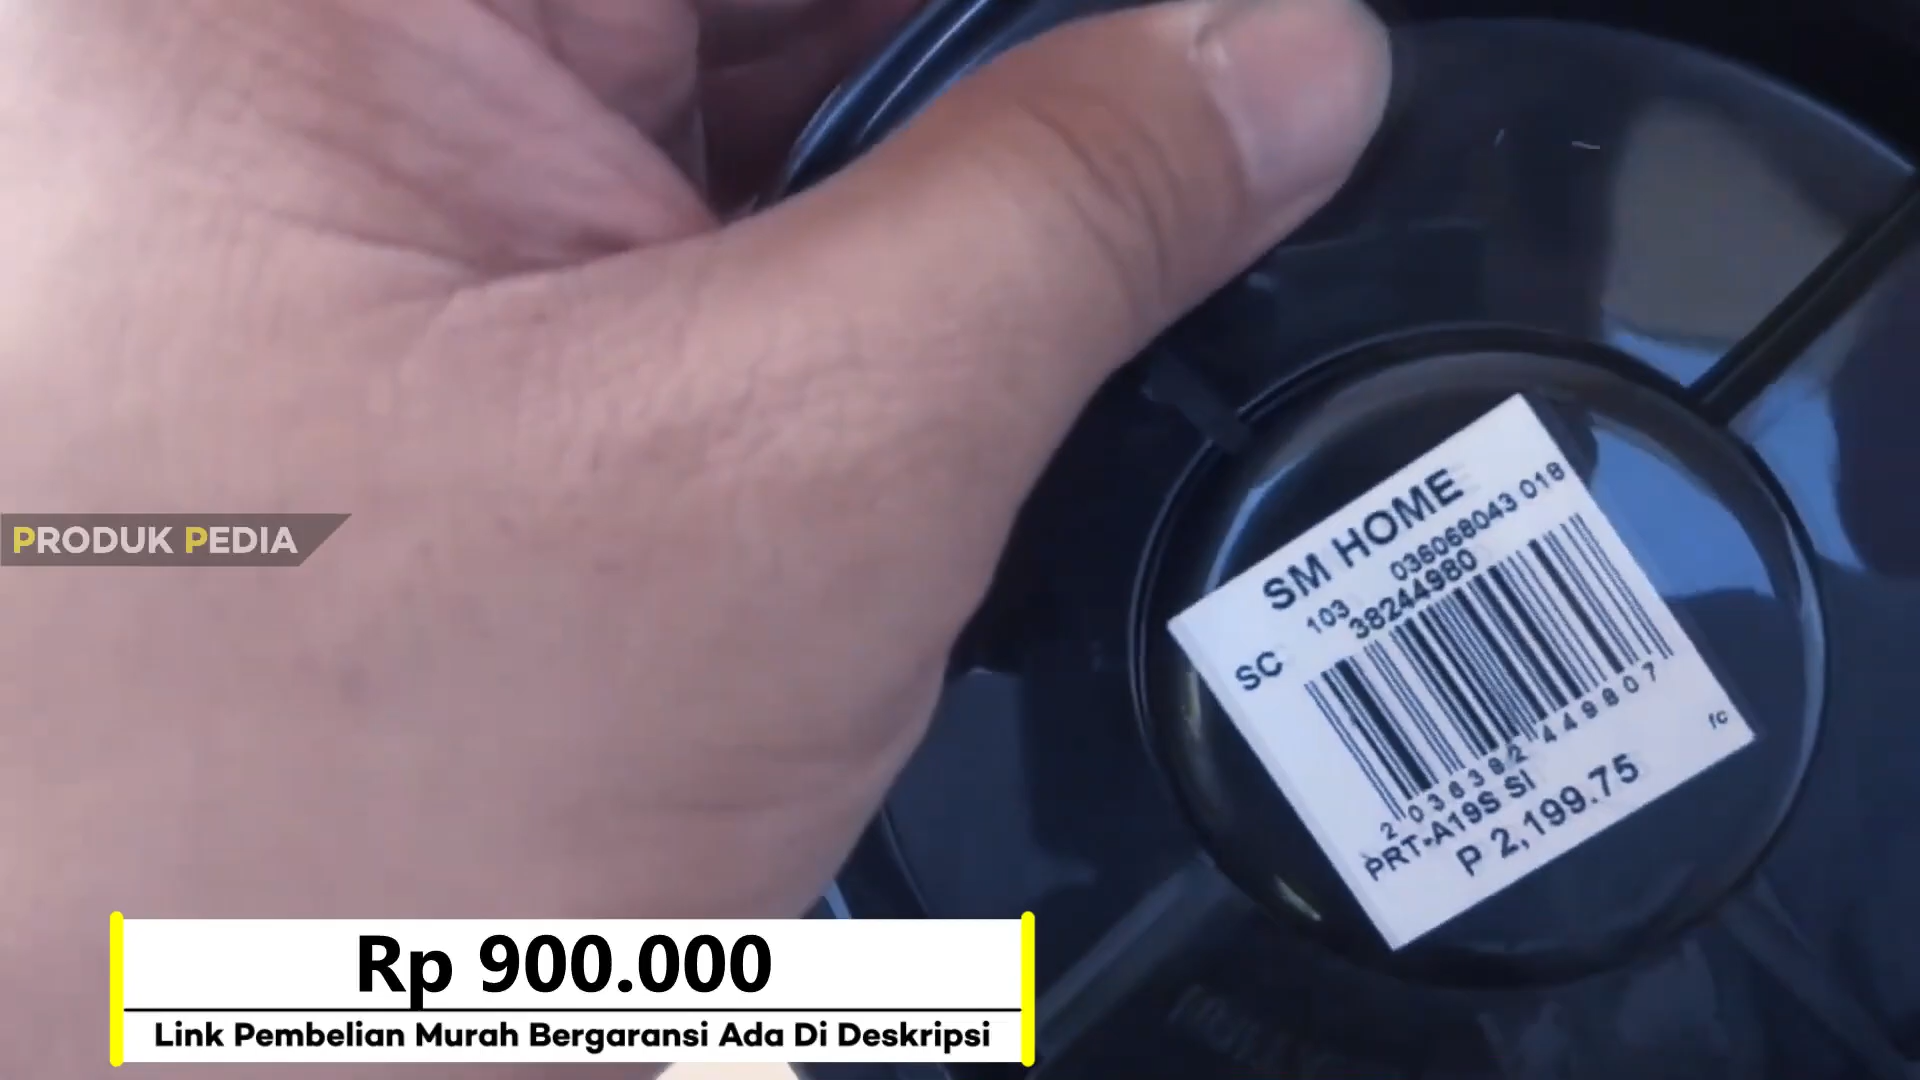 PRODUK PEDIA
SM HOME
036068043 018
103
38244980
SC
2 036382 449807
fc
PRT-A19S SI
P 2,199.75
Rp 900.000
Link Pembelian Murah Bergaransi Ada Di Deskripsi